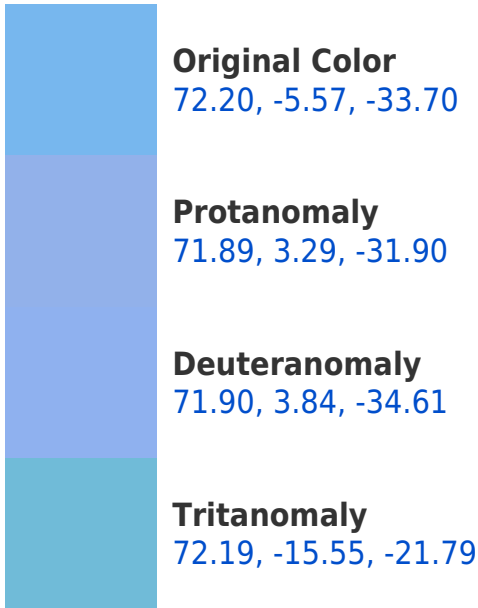 Original Color
72.20, -5.57, -33.70
Protanomaly
71.89, 3.29, -31.90
Deuteranomaly
71.90, 3.84, -34.61
Tritanomaly
72.19, -15.55, -21.79